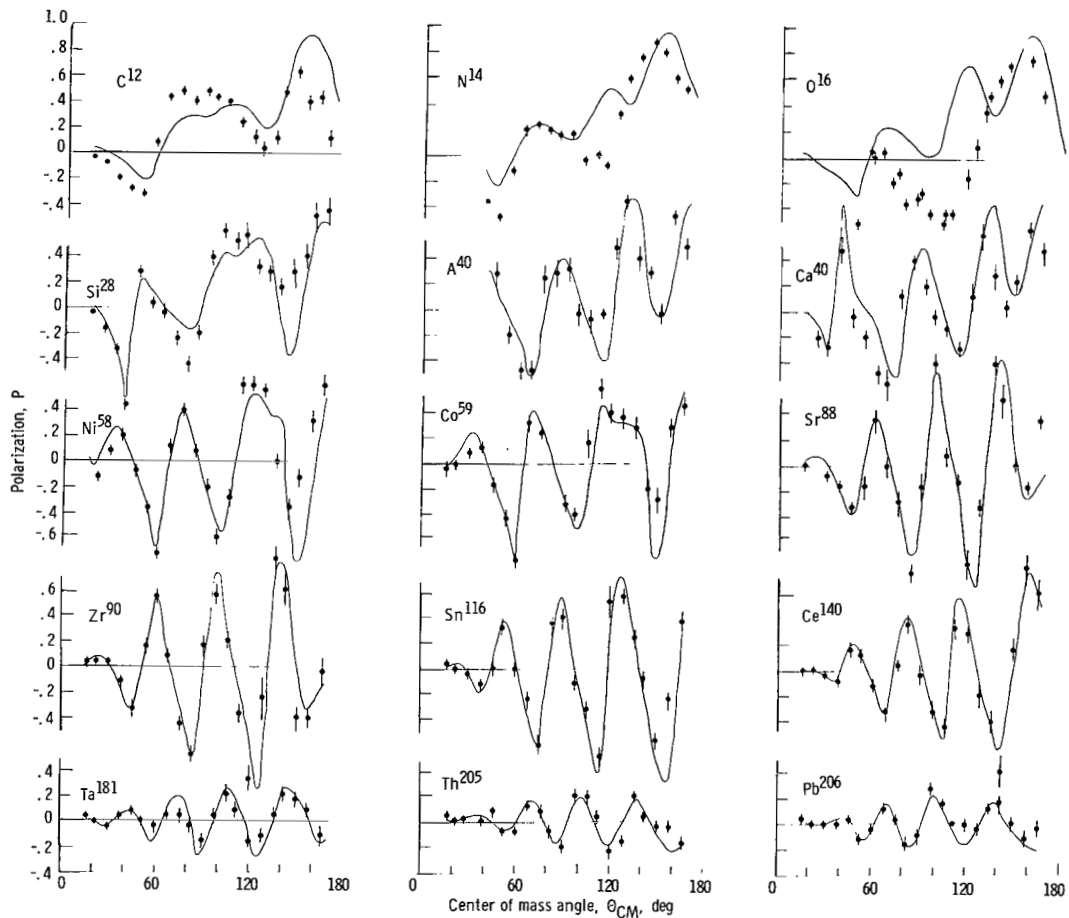 1.0
.8
.6
.4
.2
0
-.2
-.4
C12
N14
O16
.4
.2
0
-.2
-.4
Si28
A40
Ca40
.4
.2
0
-.2
-.4
-.6
Ni58
Co59
Sr88
.6
.4
.2
0
-.2
-.4
Zr90
Sn116
Ce140
.4
.2
0
-.2
-.4
Ta181
Th205
Pb206
0 60 120 180
0 60 120 180
0 60 120 180
Polarization, P
Center of mass angle, ΘCM, deg